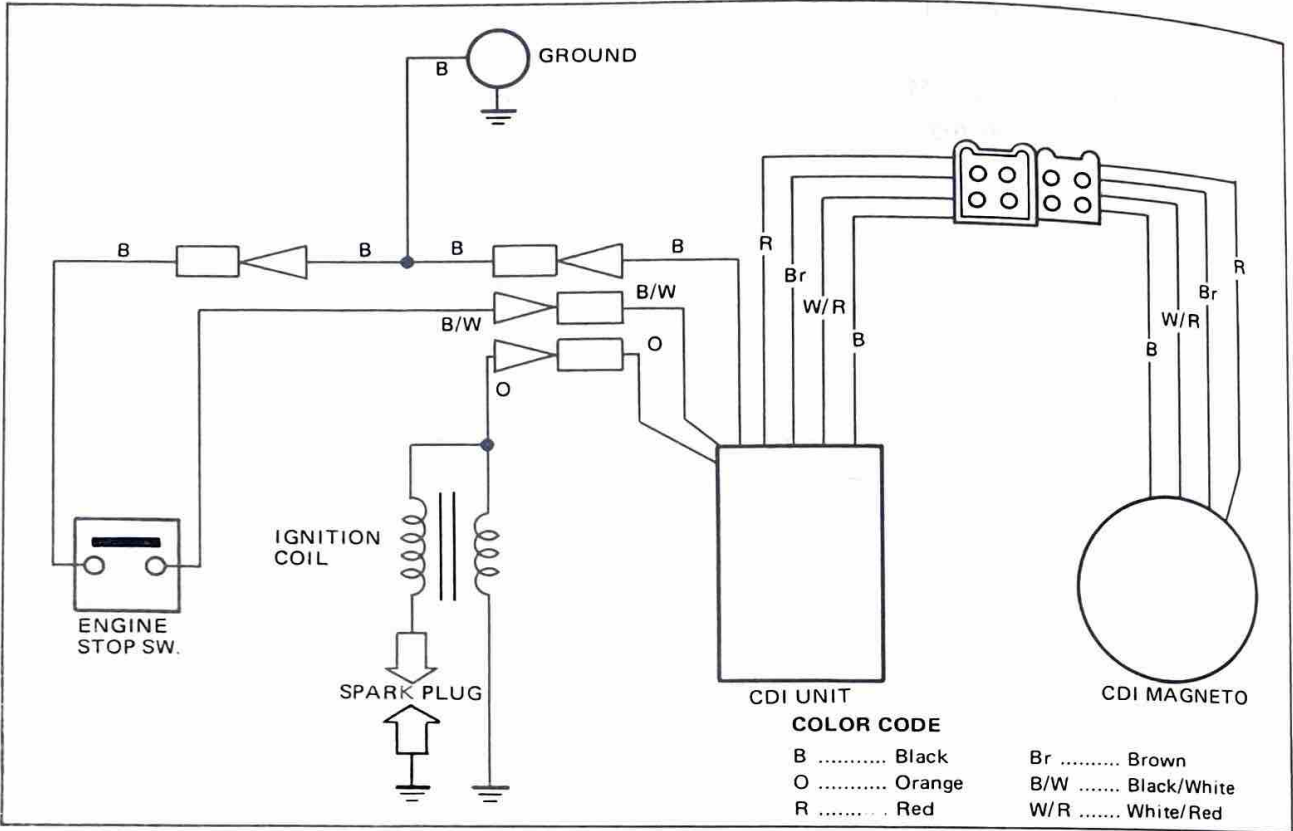 GROUND
B
B
B
B
B
R
Br
W/R
B
R
Br
W/R
B
B/W
B/W
O
O
IGNITION
COIL
ENGINE
STOP SW.
SPARK PLUG
CDI UNIT
CDI MAGNETO
COLOR CODE
B ........... Black
O ............ Orange
R ......... . Red
Br .......... Brown
B/W ....... Black/White
W/R ....... White/Red